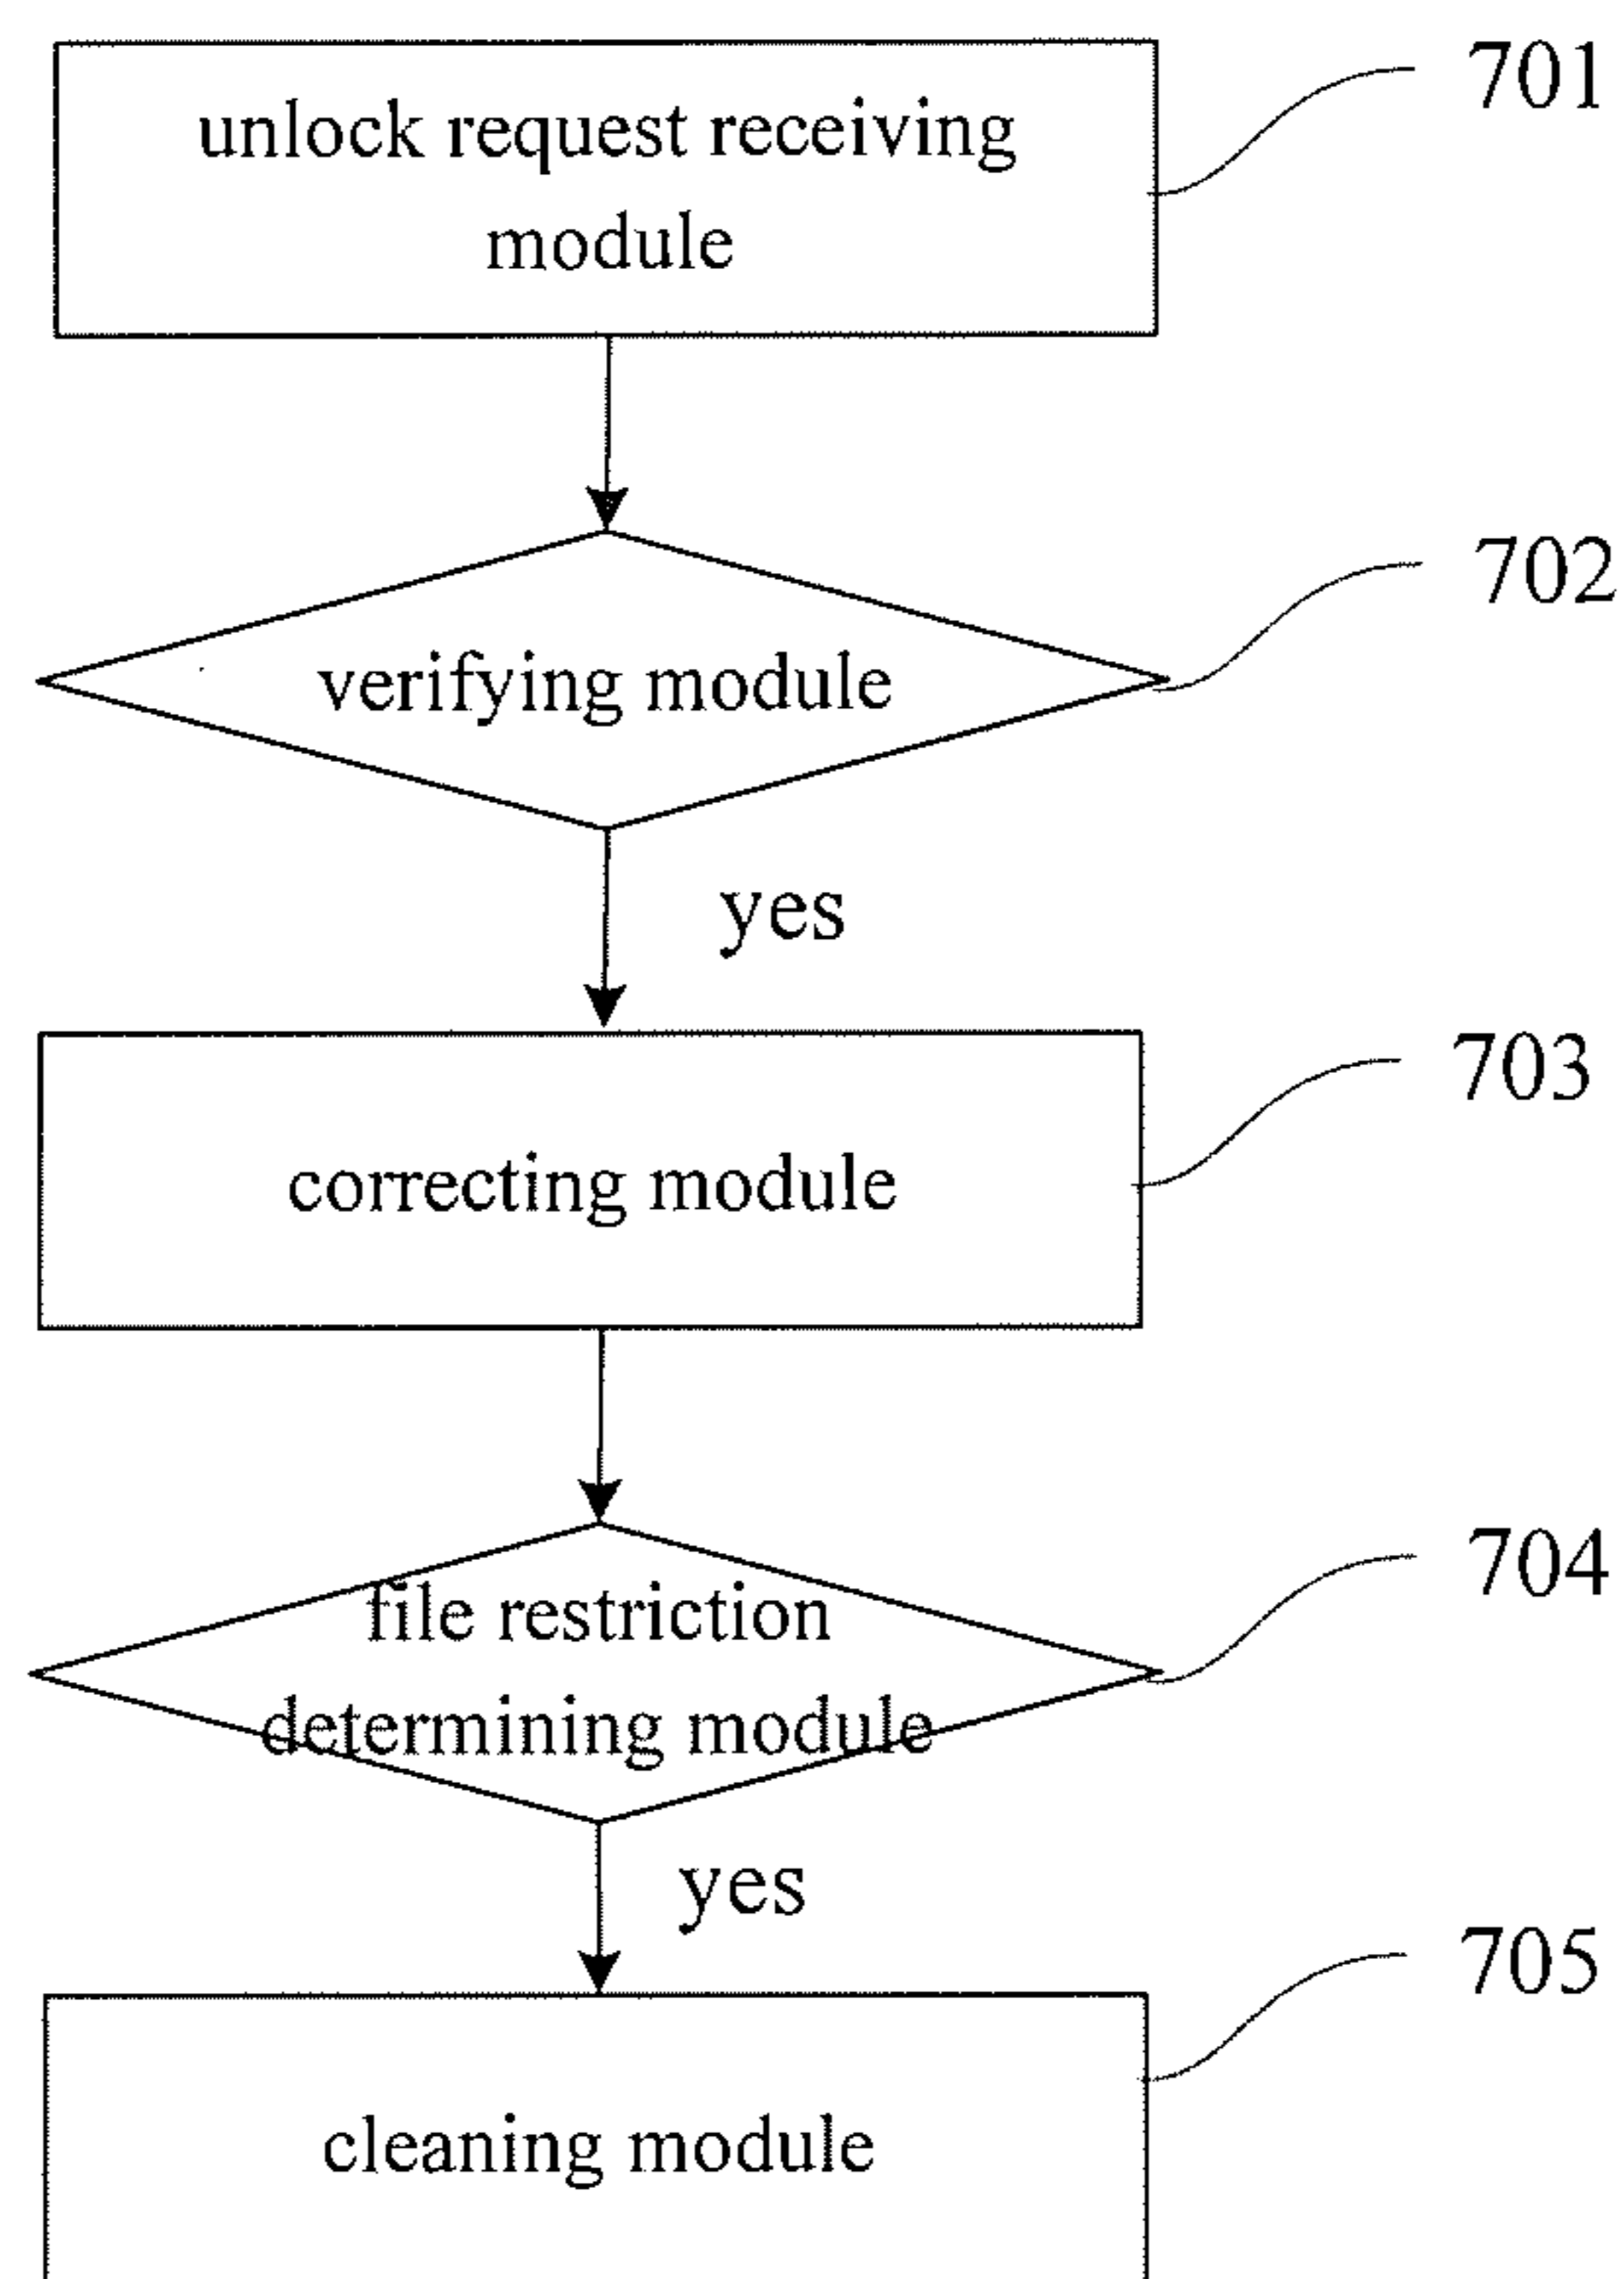 701
unlock request receiving
module
702
verifying module
yes
703
correcting module
704
file restriction
determining module
yes
705
cleaning module